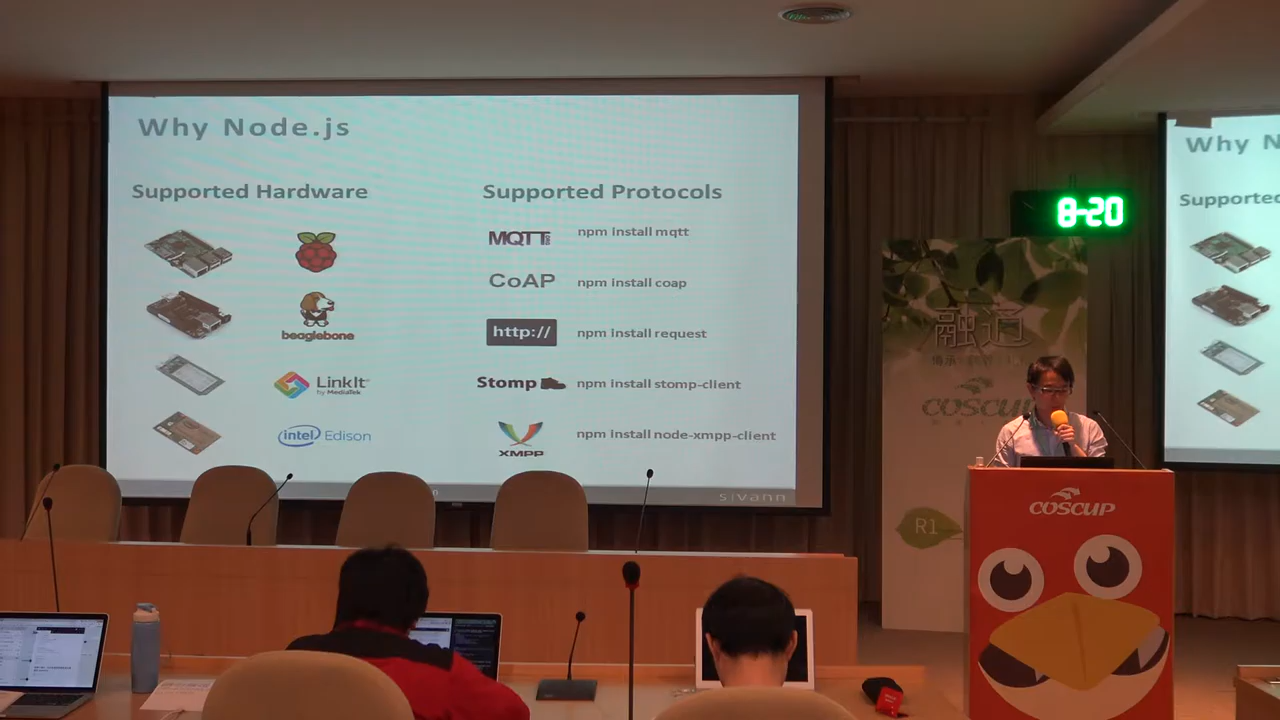 Why Node.js
Supported Hardware
beaglebone
LinkIt
by MediaTek
intel Edison
Supported Protocols
MQTT
npm install mqtt
CoAP
npm install coap
http://
npm install request
Stomp
npm install stomp-client
XMPP
npm install node-xmpp-client
sivann
8-20
融通
COSCUP
R1
COSCUP
Why N
Supported